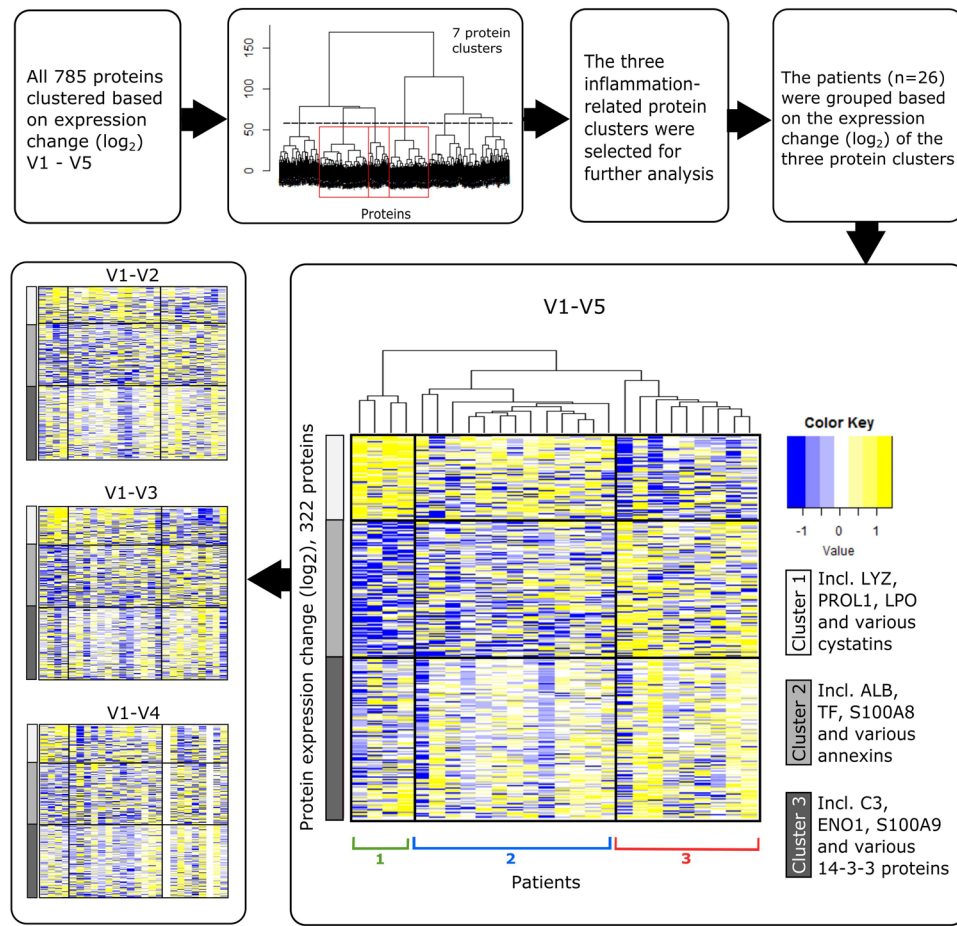 All 785 proteins
clustered based
on expression
change (log2)
V1 - V5
7 protein
clusters
150
100
50
0
Proteins
The three
inflammation-
related protein
clusters were
selected for
further analysis
The patients (n=26)
were grouped based
on the expression
change (log2) of the
three protein clusters
V1-V2
V1-V3
V1-V4
V1-V5
Protein expression change (log2), 322 proteins
1
2
3
Patients
Color Key
-1 0 1
Value
Cluster 1
Incl. LYZ,
PROL1, LPO
and various
cystatins
Cluster 2
Incl. ALB,
TF, S100A8
and various
annexins
Cluster 3
Incl. C3,
ENO1, S100A9
and various
14-3-3 proteins